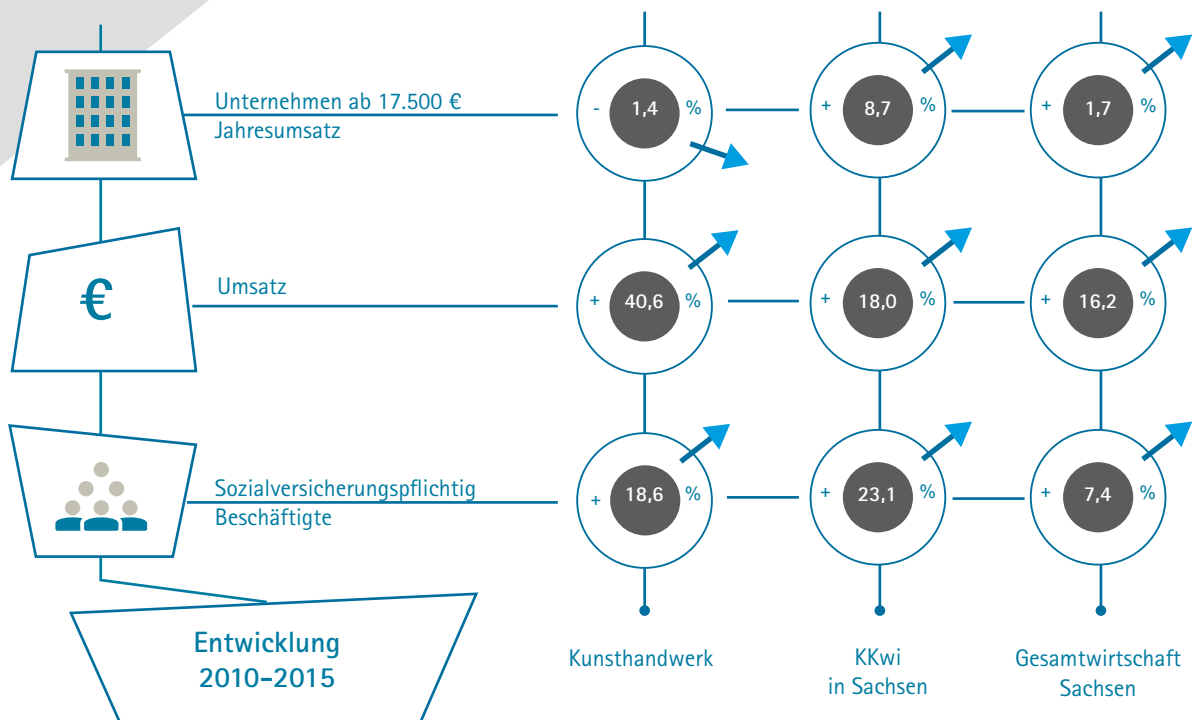 Unternehmen ab 17.500 €
Jahresumsatz
- 1,4 %
+ 8,7 %
+ 1,7 %
€
Umsatz
+ 40,6 %
+ 18,0 %
+ 16,2 %
Sozialversicherungspflichtig
Beschäftigte
+ 18,6 %
+ 23,1 %
+ 7,4 %
Entwicklung
2010-2015
Kunsthandwerk
KKwi
in Sachsen
Gesamtwirtschaft
Sachsen